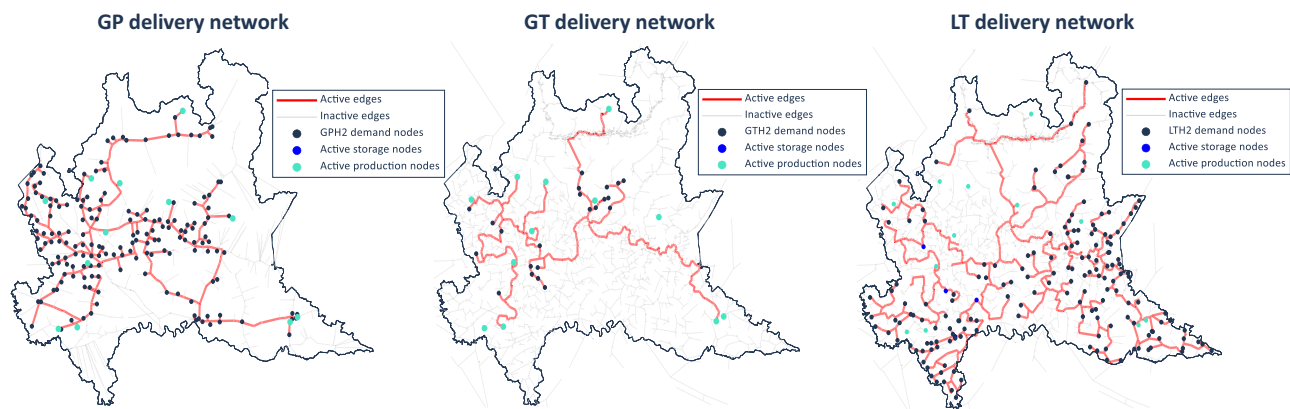 GP delivery network
Active edges
Inactive edges
GPH2 demand nodes
Active storage nodes
Active production nodes
GT delivery network
Active edges
Inactive edges
GTH2 demand nodes
Active storage nodes
Active production nodes
LT delivery network
Active edges
Inactive edges
LTH2 demand nodes
Active storage nodes
Active production nodes